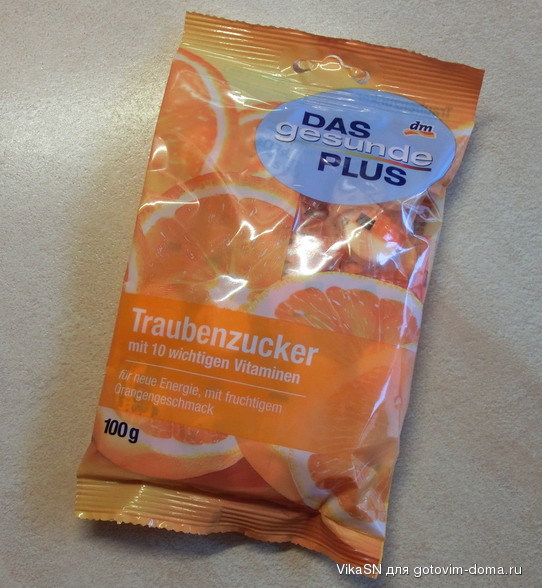 dm
DAS
gesunde
PLUS
Traubenzucker
mit 10 wichtigen Vitaminen
für neue Energie, mit fruchtigem
Orangengeschmack
100g
VikaSN для gotovim-doma.ru